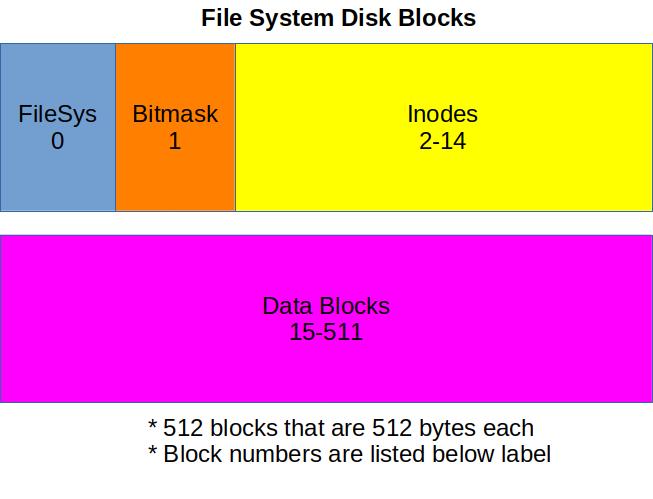 File System Disk Blocks
FileSys
0
Bitmask
1
Inodes
2-14
Data Blocks
15-511
* 512 blocks that are 512 bytes each
* Block numbers are listed below label